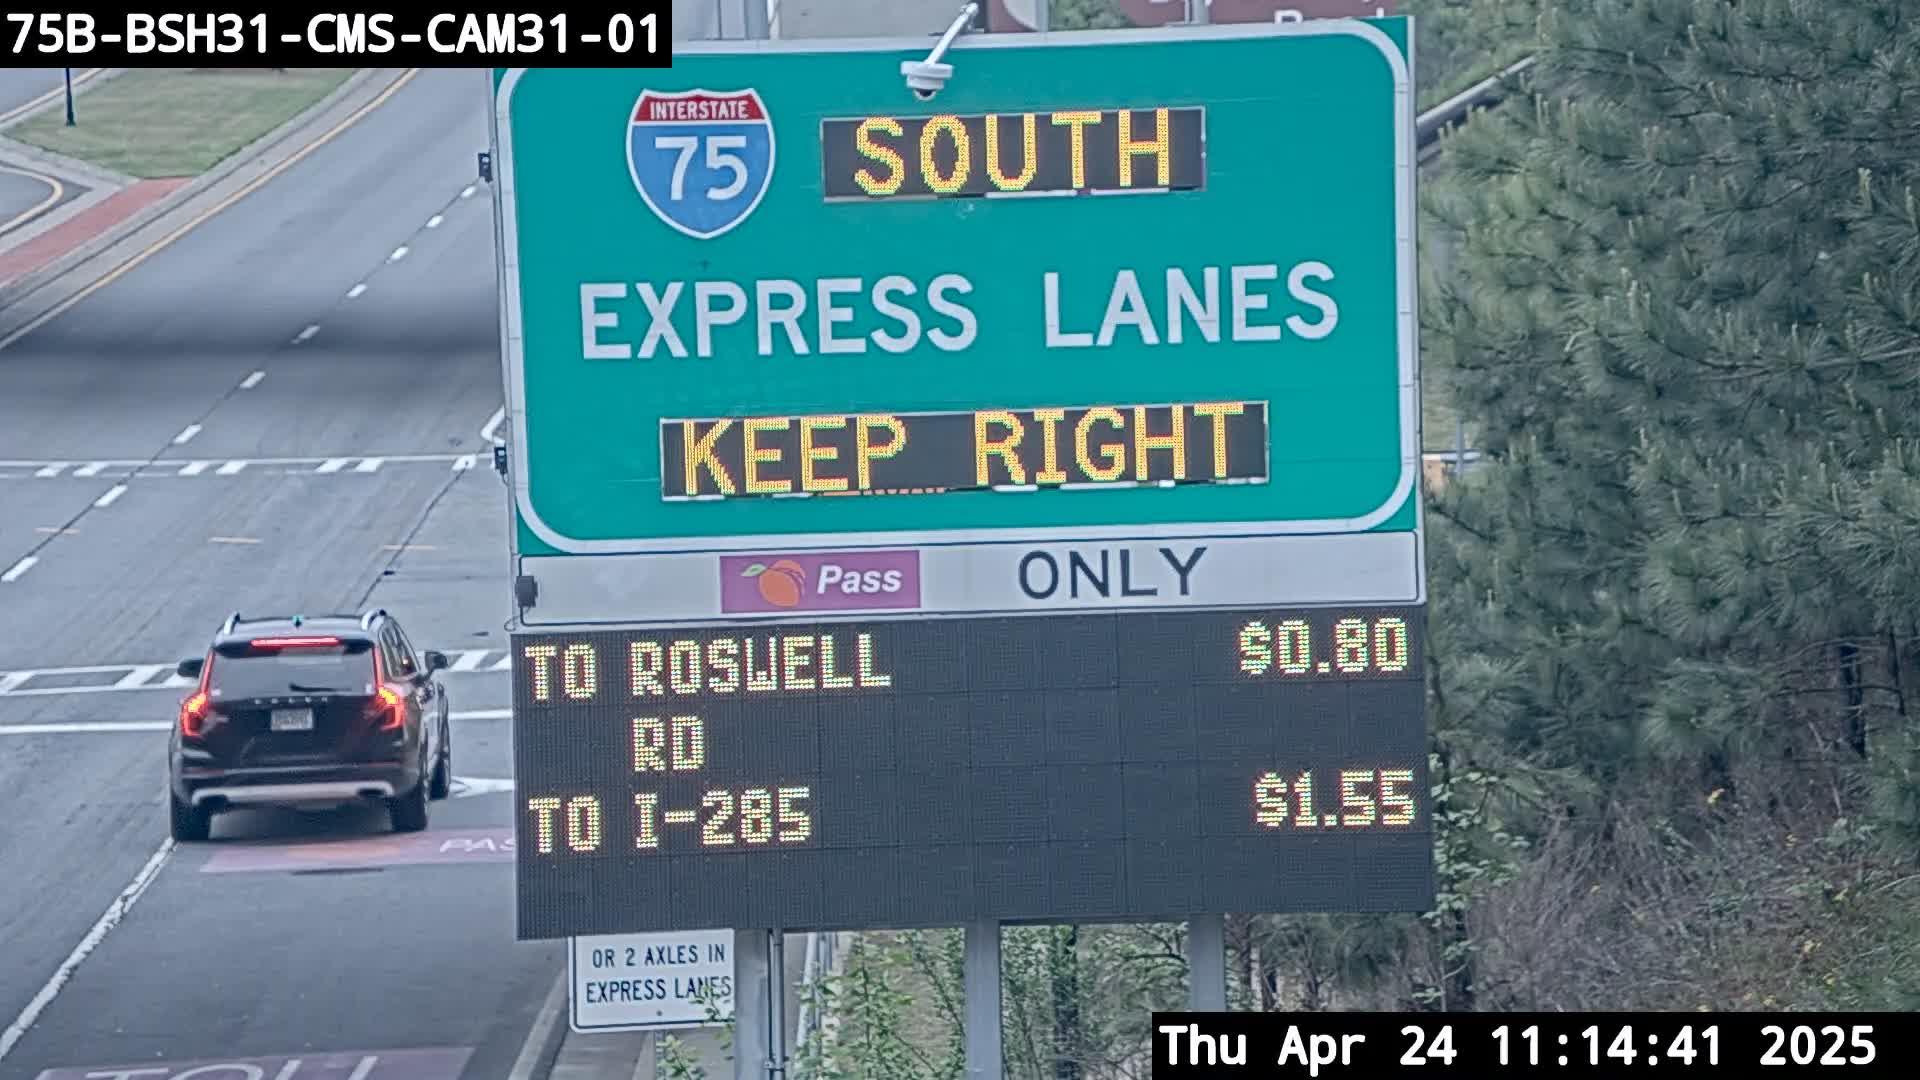 75B-BSH31-CMS-CAM31-01
INTERSTATE
75
SOUTH
EXPRESS LANES
KEEP RIGHT
Pass ONLY
TO ROSWELL $0.80
RD
TO I-285 $1.55
OR 2 AXLES IN
EXPRESS LANES
TOLL
Thu Apr 24 11:14:41 2025